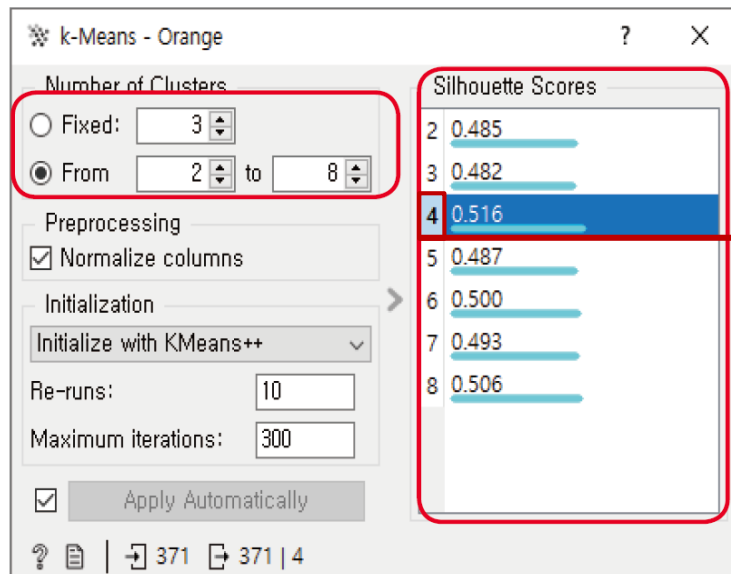 k-Means - Orange
Number of Clusters
Fixed: 3
From 2 to 8
Preprocessing
Normalize columns
Initialization
Initialize with KMeans++
Re-runs: 10
Maximum iterations: 300
Apply Automatically
? 371 371 | 4
Silhouette Scores
2 0.485
3 0.482
4 0.516
5 0.487
6 0.500
7 0.493
8 0.506